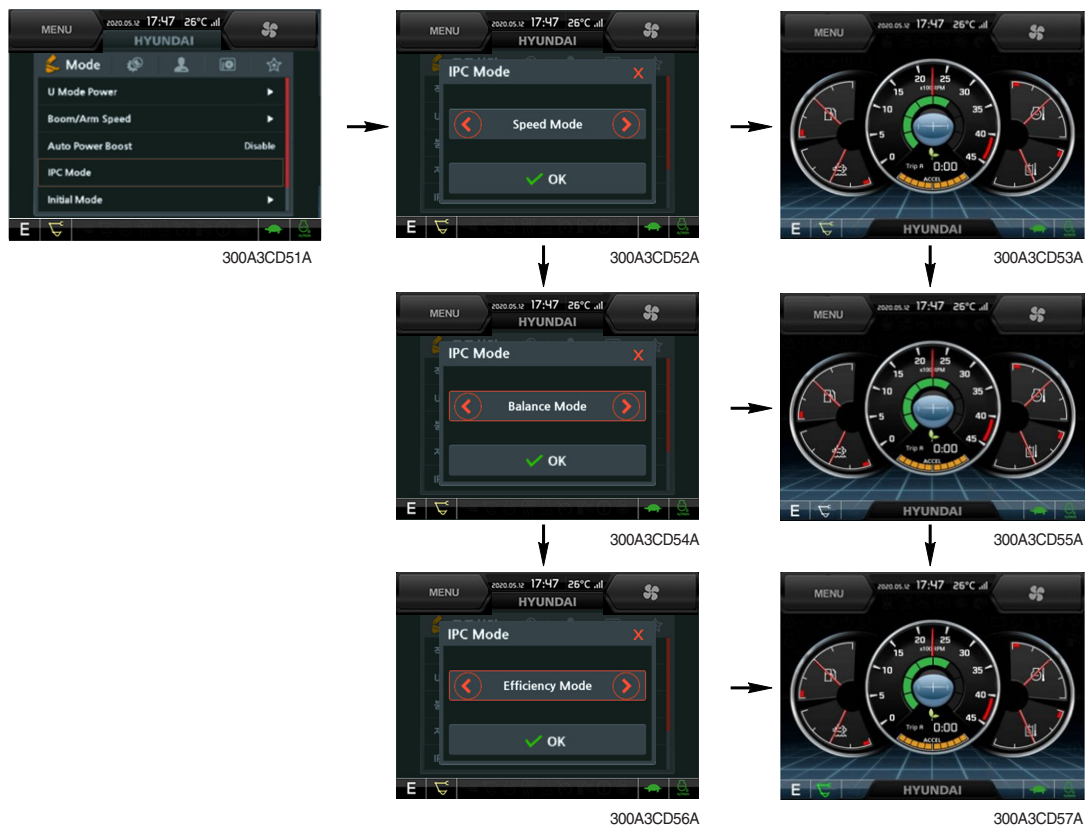 MENU
2020.05.12 17:47 26°C
HYUNDAI
Mode
U Mode Power
Boom/Arm Speed
Auto Power Boost Disable
IPC Mode
Initial Mode
E
300A3CD51A
MENU
2020.05.12 17:47 26°C
HYUNDAI
IPC Mode X
Speed Mode
OK
E
300A3CD52A
MENU
2020.05.12 17:47 26°C
0 5 10 15 20 25 30 35 40 45
x100 RPM
Trip A 0:00
ACCEL
E
HYUNDAI
300A3CD53A
MENU
2020.05.12 17:47 26°C
HYUNDAI
IPC Mode X
Balance Mode
OK
E
300A3CD54A
MENU
2020.05.12 17:47 26°C
0 5 10 15 20 25 30 35 40 45
x100 RPM
Trip A 0:00
ACCEL
E
HYUNDAI
300A3CD55A
MENU
2020.05.12 17:47 26°C
HYUNDAI
IPC Mode X
Efficiency Mode
OK
E
300A3CD56A
MENU
2020.05.12 17:47 26°C
0 5 10 15 20 25 30 35 40 45
x100 RPM
Trip A 0:00
ACCEL
E
HYUNDAI
300A3CD57A